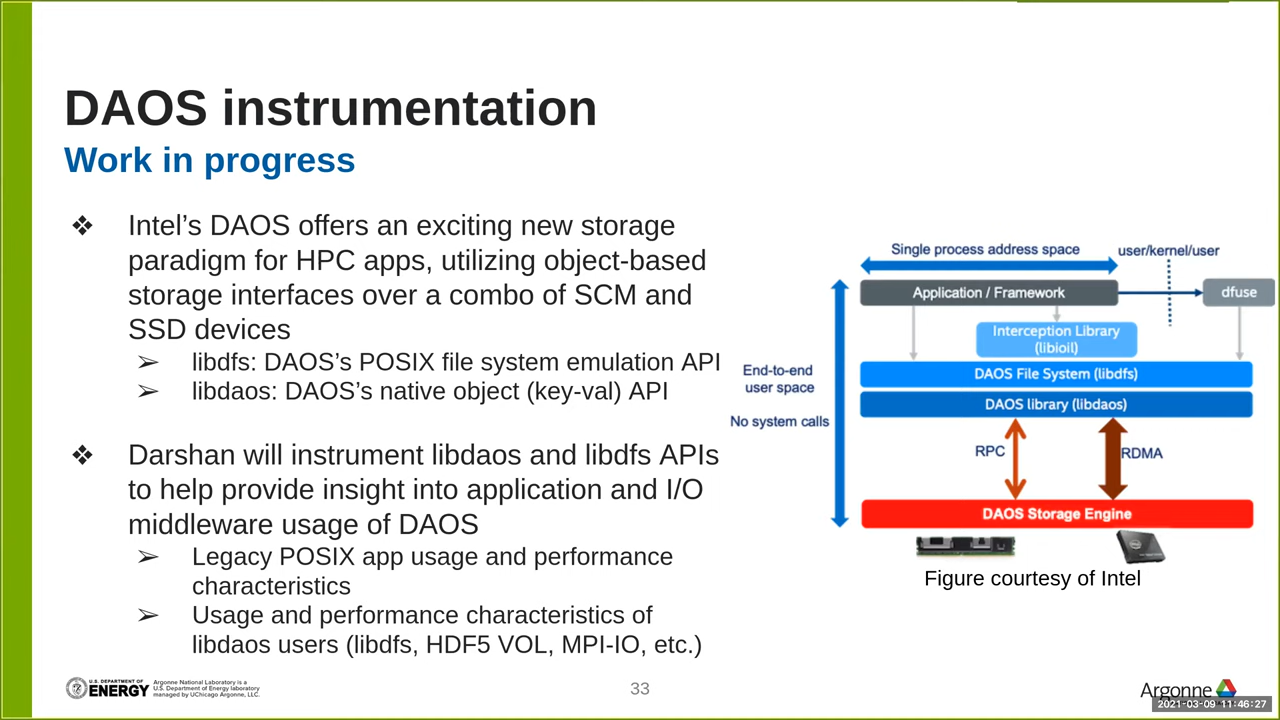 DAOS instrumentation
Work in progress
❖ Intel’s DAOS offers an exciting new storage
paradigm for HPC apps, utilizing object-based
storage interfaces over a combo of SCM and
SSD devices
➢ libdfs: DAOS’s POSIX file system emulation API
➢ libdaos: DAOS’s native object (key-val) API
❖ Darshan will instrument libdaos and libdfs APIs
to help provide insight into application and I/O
middleware usage of DAOS
➢ Legacy POSIX app usage and performance
characteristics
➢ Usage and performance characteristics of
libdaos users (libdfs, HDF5 VOL, MPI-IO, etc.)
Single process address space
user/kernel/user
Application / Framework
dfuse
Interception Library
(libioil)
End-to-end
user space
No system calls
DAOS File System (libdfs)
DAOS library (libdaos)
RPC
RDMA
DAOS Storage Engine
Figure courtesy of Intel
U.S. DEPARTMENT OF
ENERGY
Argonne National Laboratory is a
U.S. Department of Energy laboratory
managed by UChicago Argonne, LLC.
33
Argonne
2021-03-09 11:46:27